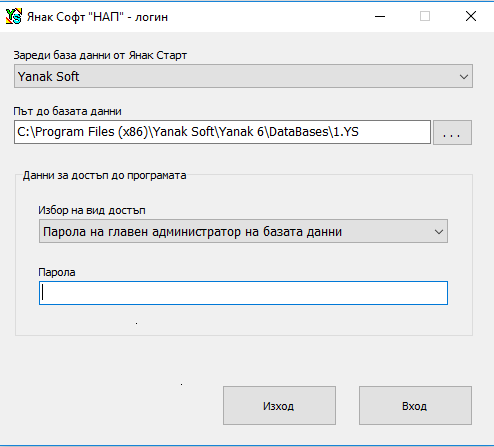 Янак Софт "НАП" - логин
Зареди база данни от Янак Старт
Yanak Soft
Път до базата данни
C:\Program Files (x86)\Yanak Soft\Yanak 6\DataBases\1.YS
...
Данни за достъп до програмата
Избор на вид достъп
Парола на главен администратор на базата данни
Парола
Изход
Вход